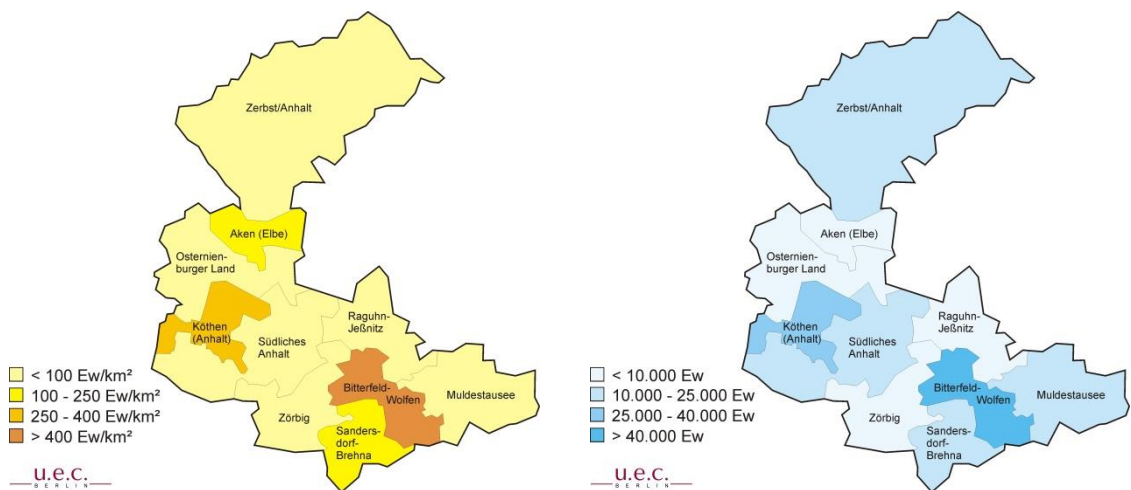 Zerbst/Anhalt
Aken (Elbe)
Osternien-
burger Land
Köthen
(Anhalt)
Südliches
Anhalt
Raguhn-
Jeßnitz
Bitterfeld-
Wolfen
Muldestausee
Zörbig
Sanders-
dorf-
Brehna
< 100 Ew/km²
100 - 250 Ew/km²
250 - 400 Ew/km²
> 400 Ew/km²
u.e.c.
BERLIN
Zerbst/Anhalt
Aken (Elbe)
Osternien-
burger Land
Köthen
(Anhalt)
Südliches
Anhalt
Raguhn-
Jeßnitz
Bitterfeld-
Wolfen
Muldestausee
Zörbig
Sanders-
dorf-
Brehna
< 10.000 Ew
10.000 - 25.000 Ew
25.000 - 40.000 Ew
> 40.000 Ew
u.e.c.
BERLIN